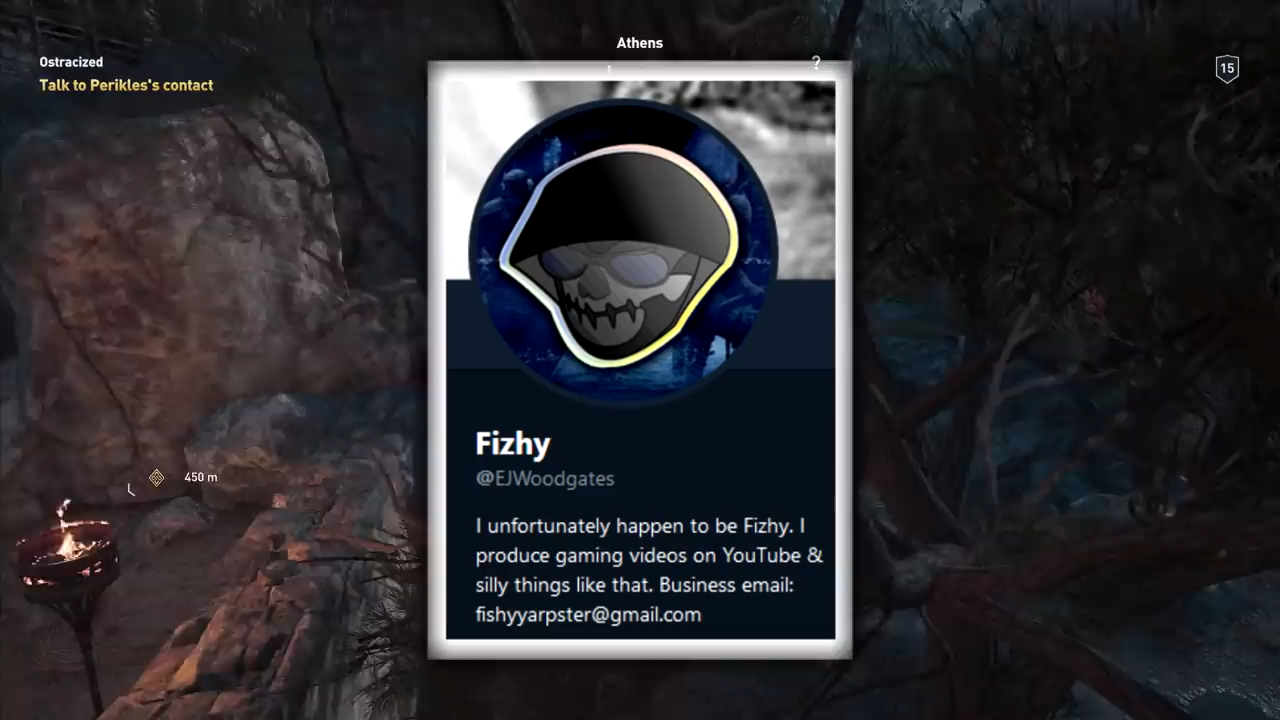 Athens
Ostracized
Talk to Perikles's contact
?
15
450 m
Fizhy
@EJWoodgates
I unfortunately happen to be Fizhy. I
produce gaming videos on YouTube &
silly things like that. Business email:
fishyyarpster@gmail.com